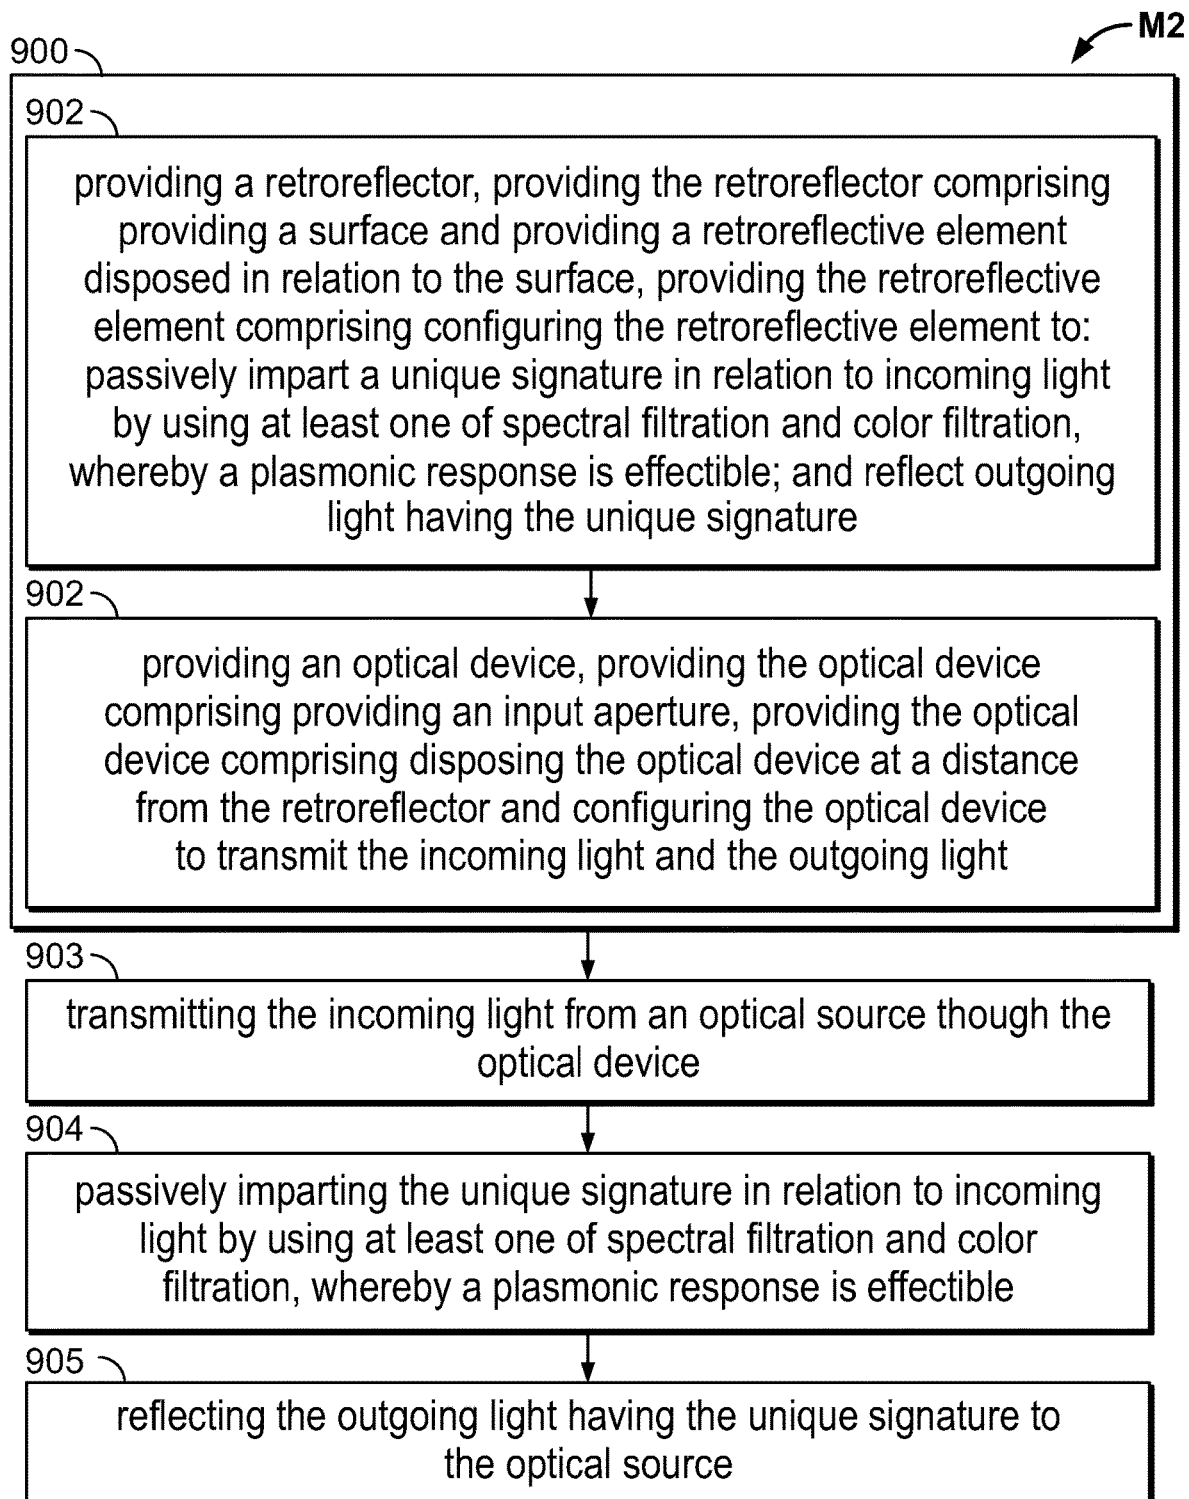 M2
900
902
providing a retroreflector, providing the retroreflector comprising
providing a surface and providing a retroreflective element
disposed in relation to the surface, providing the retroreflective
element comprising configuring the retroreflective element to:
passively impart a unique signature in relation to incoming light
by using at least one of spectral filtration and color filtration,
whereby a plasmonic response is effectible; and reflect outgoing
light having the unique signature
902
providing an optical device, providing the optical device
comprising providing an input aperture, providing the optical
device comprising disposing the optical device at a distance
from the retroreflector and configuring the optical device
to transmit the incoming light and the outgoing light
903
transmitting the incoming light from an optical source though the
optical device
904
passively imparting the unique signature in relation to incoming
light by using at least one of spectral filtration and color
filtration, whereby a plasmonic response is effectible
905
reflecting the outgoing light having the unique signature to
the optical source